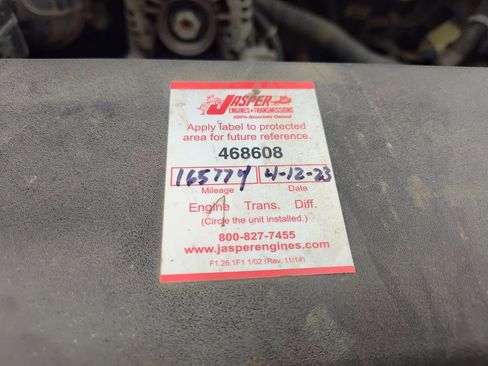 JASPER
ENGINES & TRANSMISSIONS
100% Associate Owned
Apply label to protected
area for future reference.
468608
165774 4-12-23
Mileage Date
Engine Trans. Diff.
(Circle the unit installed.)
800-827-7455
www.jasperengines.com
F1.26.1F1 1/02 (Rev. 11/14)